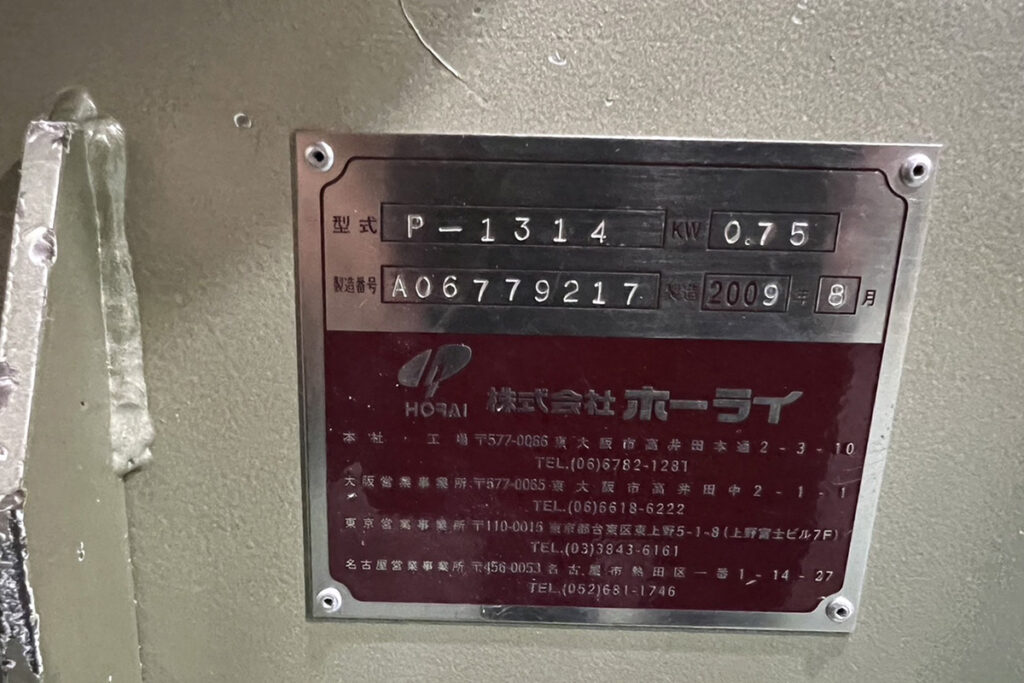 型式 P-1314 KW 0.75
製造番号 A06779217 製造 2009 年 8 月
HORAI 株式会社 ホーライ
本社・工場 〒577-0066 東大阪市高井田本通2-3-10
TEL.(06)6782-1281
大阪営業事業所 〒577-0065 東大阪市高井田中2-1-1
TEL.(06)6618-6222
東京営業事業所 〒110-0015 東京都台東区東上野5-1-8(上野富士ビル7F)
TEL.(03)3843-6161
名古屋営業事業所 〒456-0053 名古屋市熱田区一番1-14-27
TEL.(052)681-1746